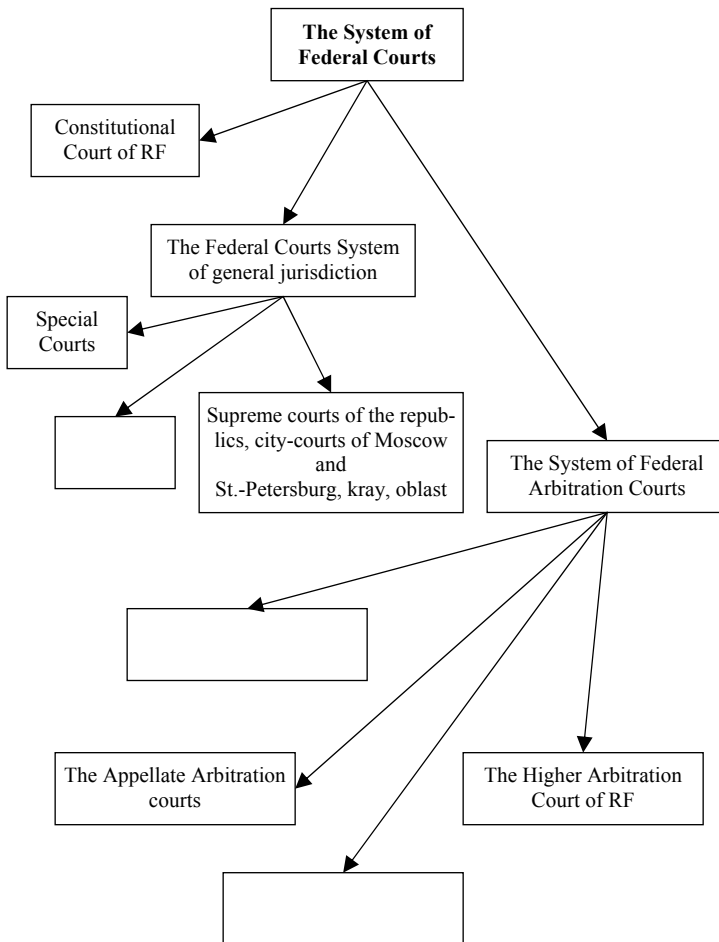 The System of
Federal Courts
Constitutional
Court of RF
The Federal Courts System
of general jurisdiction
Special
Courts
Supreme courts of the repub-
lics, city-courts of Moscow
and
St.-Petersburg, kray, oblast
The System of Federal
Arbitration Courts
The Appellate Arbitration
courts
The Higher Arbitration
Court of RF